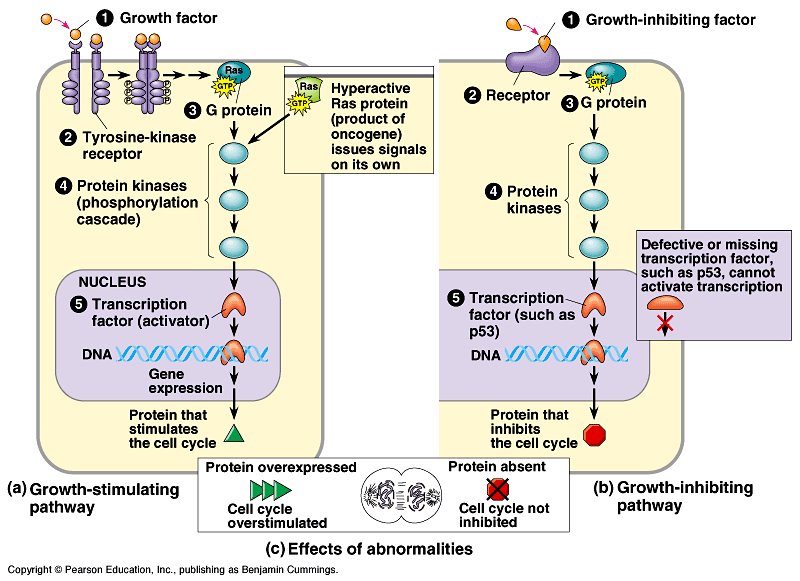 1 Growth factor
Ras
GTP
3 G protein
2 Tyrosine-kinase
receptor
P
P
P
P
P
P
4 Protein kinases
(phosphorylation
cascade)
Ras
GTP
Hyperactive
Ras protein
(product of
oncogene)
issues signals
on its own
NUCLEUS
5 Transcription
factor (activator)
DNA
Gene
expression
Protein that
stimulates
the cell cycle
(a) Growth-stimulating
pathway
1 Growth-inhibiting factor
2 Receptor
Ras
GTP
3 G protein
4 Protein
kinases
Defective or missing
transcription factor,
such as p53, cannot
activate transcription
5 Transcription
factor (such as
p53)
DNA
Protein that
inhibits
the cell cycle
(b) Growth-inhibiting
pathway
Protein overexpressed
Cell cycle
overstimulated
Protein absent
Cell cycle not
inhibited
(c) Effects of abnormalities
Copyright © Pearson Education, Inc., publishing as Benjamin Cummings.